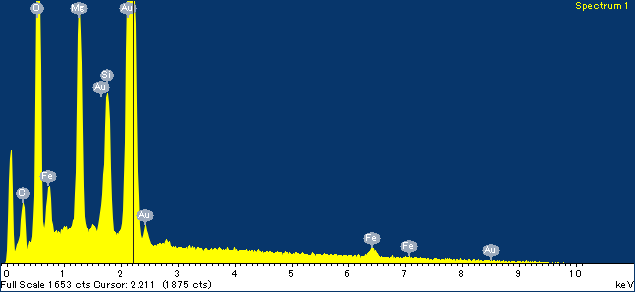 Spectrum 1
O Mg Au
Si
Au
Fe
C
Au
Fe
Fe
Au
0 1 2 3 4 5 6 7 8 9 10
Full Scale 1653 cts Cursor: 2.211 (1875 cts) keV